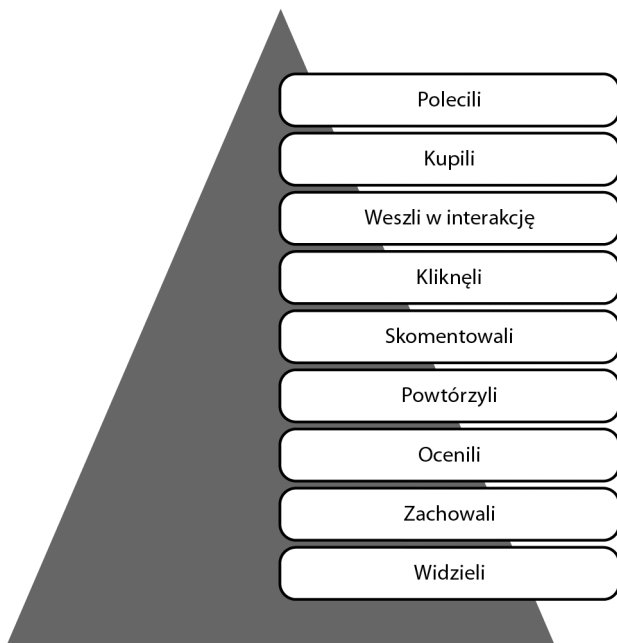 Polecili
Kupili
Weszli w interakcję
Kliknęli
Skomentowali
Powtórzyli
Ocenili
Zachowali
Widzieli